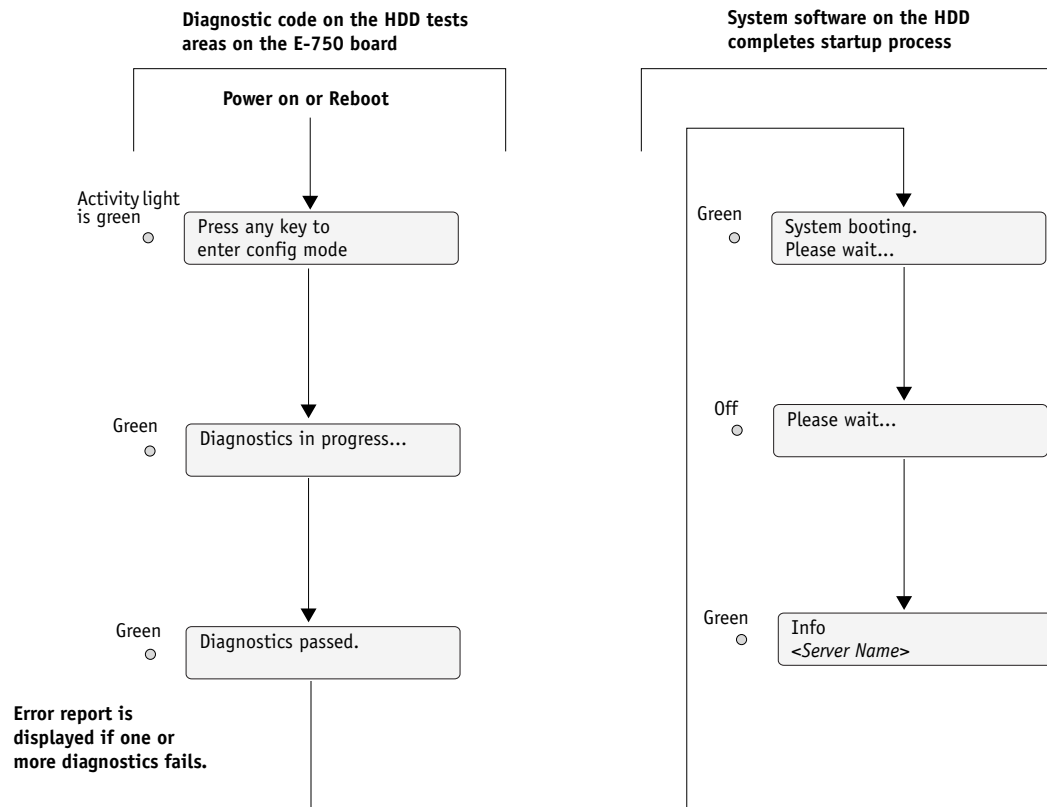 Diagnostic code on the HDD tests
areas on the E-750 board
Power on or Reboot
Activity light
is green
Press any key to
enter config mode
Green
Diagnostics in progress...
Green
Diagnostics passed.
Error report is
displayed if one or
more diagnostics fails.
System software on the HDD
completes startup process
Green
System booting.
Please wait...
Off
Please wait...
Green
Info
<Server Name>